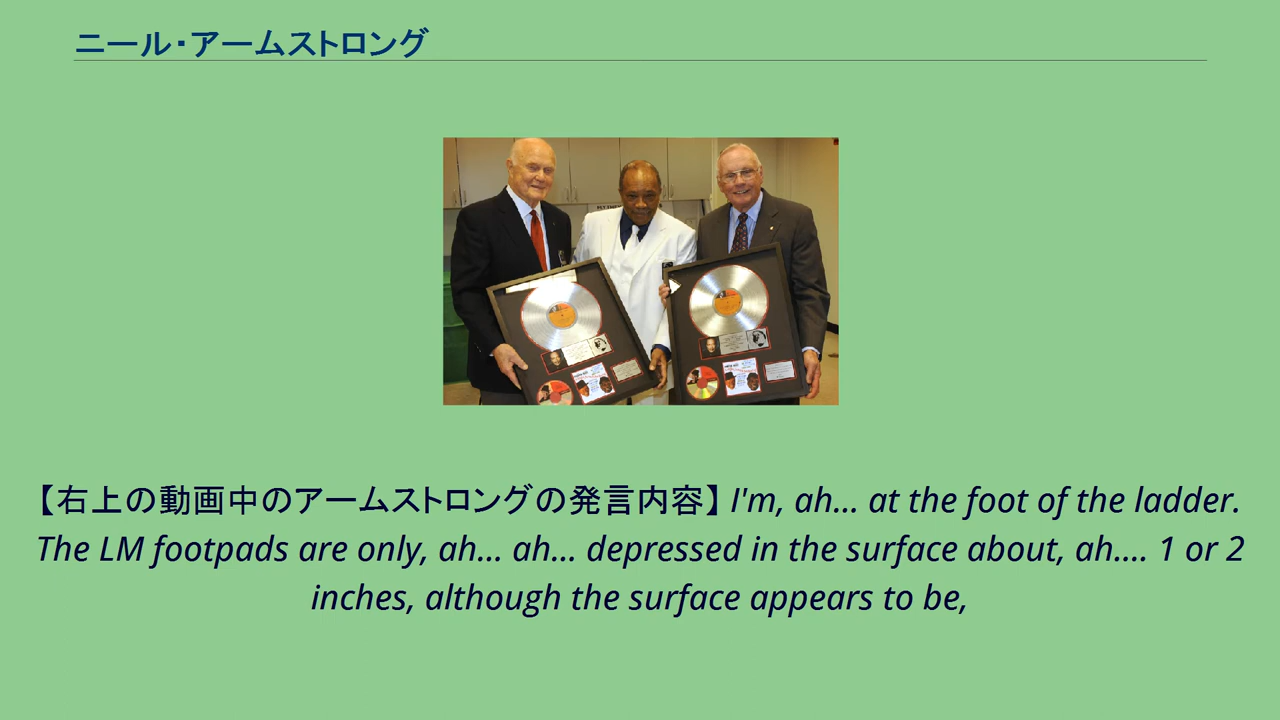 ニール・アームストロング
【右上の動画中のアームストロングの発言内容】 I'm, ah... at the foot of the ladder.
The LM footpads are only, ah... ah... depressed in the surface about, ah.... 1 or 2
inches, although the surface appears to be,